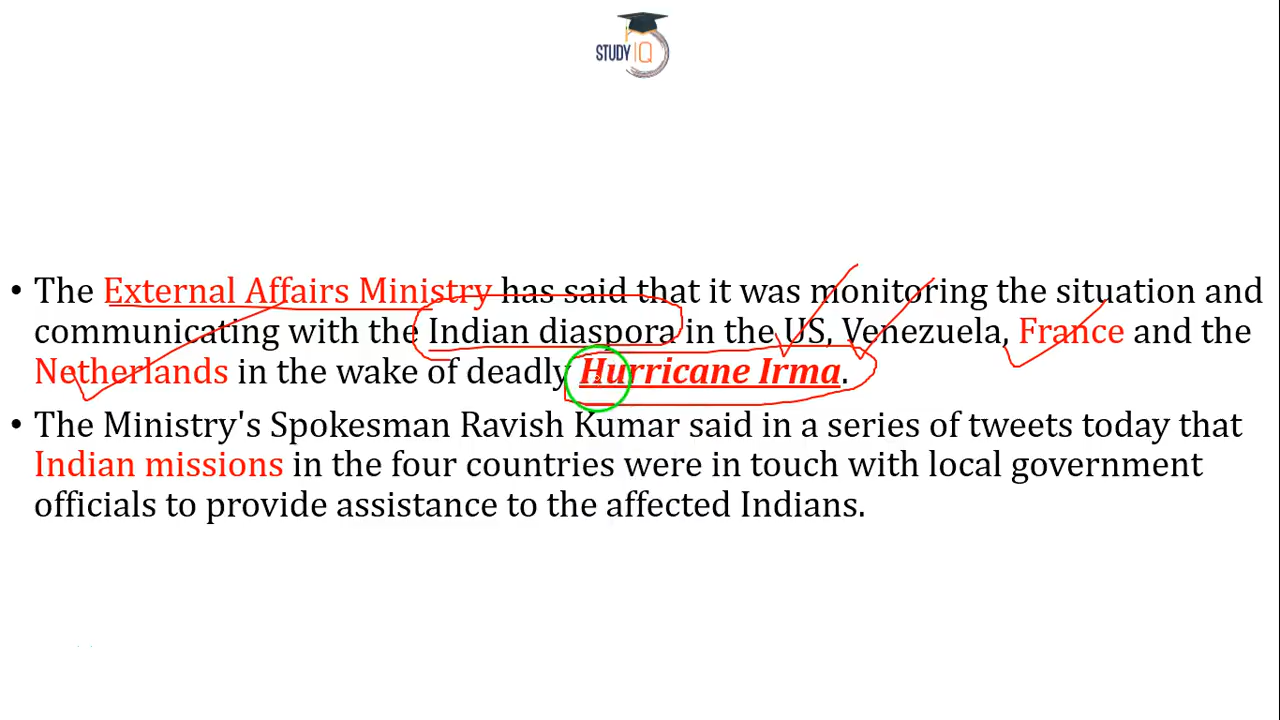 STUDY IQ
• The External Affairs Ministry has said that it was monitoring the situation and
communicating with the Indian diaspora in the US, Venezuela, France and the
Netherlands in the wake of deadly Hurricane Irma.
• The Ministry's Spokesman Ravish Kumar said in a series of tweets today that
Indian missions in the four countries were in touch with local government
officials to provide assistance to the affected Indians.